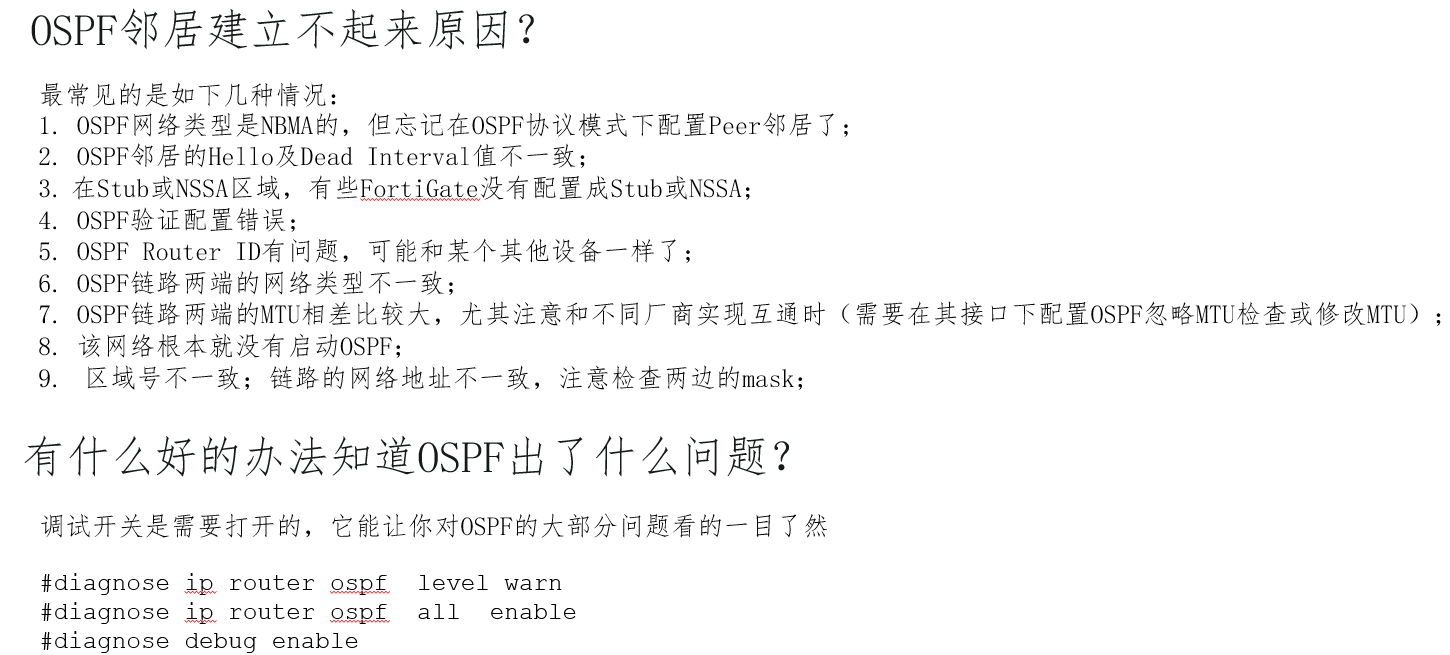 OSPF邻居建立不起来原因？
最常见的是如下几种情况：
1. OSPF网络类型是NBMA的，但忘记在OSPF协议模式下配置Peer邻居了；
2. OSPF邻居的Hello及Dead Interval值不一致；
3. 在Stub或NSSA区域，有些FortiGate没有配置成Stub或NSSA；
4. OSPF验证配置错误；
5. OSPF Router ID有问题，可能和某个其他设备一样了；
6. OSPF链路两端的网络类型不一致；
7. OSPF链路两端的MTU相差比较大，尤其注意和不同厂商实现互通时（需要在其接口下配置OSPF忽略MTU检查或修改MTU）；
8. 该网络根本就没有启动OSPF；
9. 区域号不一致；链路的网络地址不一致，注意检查两边的mask；
有什么好的办法知道OSPF出了什么问题？
调试开关是需要打开的，它能让你对OSPF的大部分问题看的一目了然
#diagnose ip router ospf level warn
#diagnose ip router ospf all enable
#diagnose debug enable